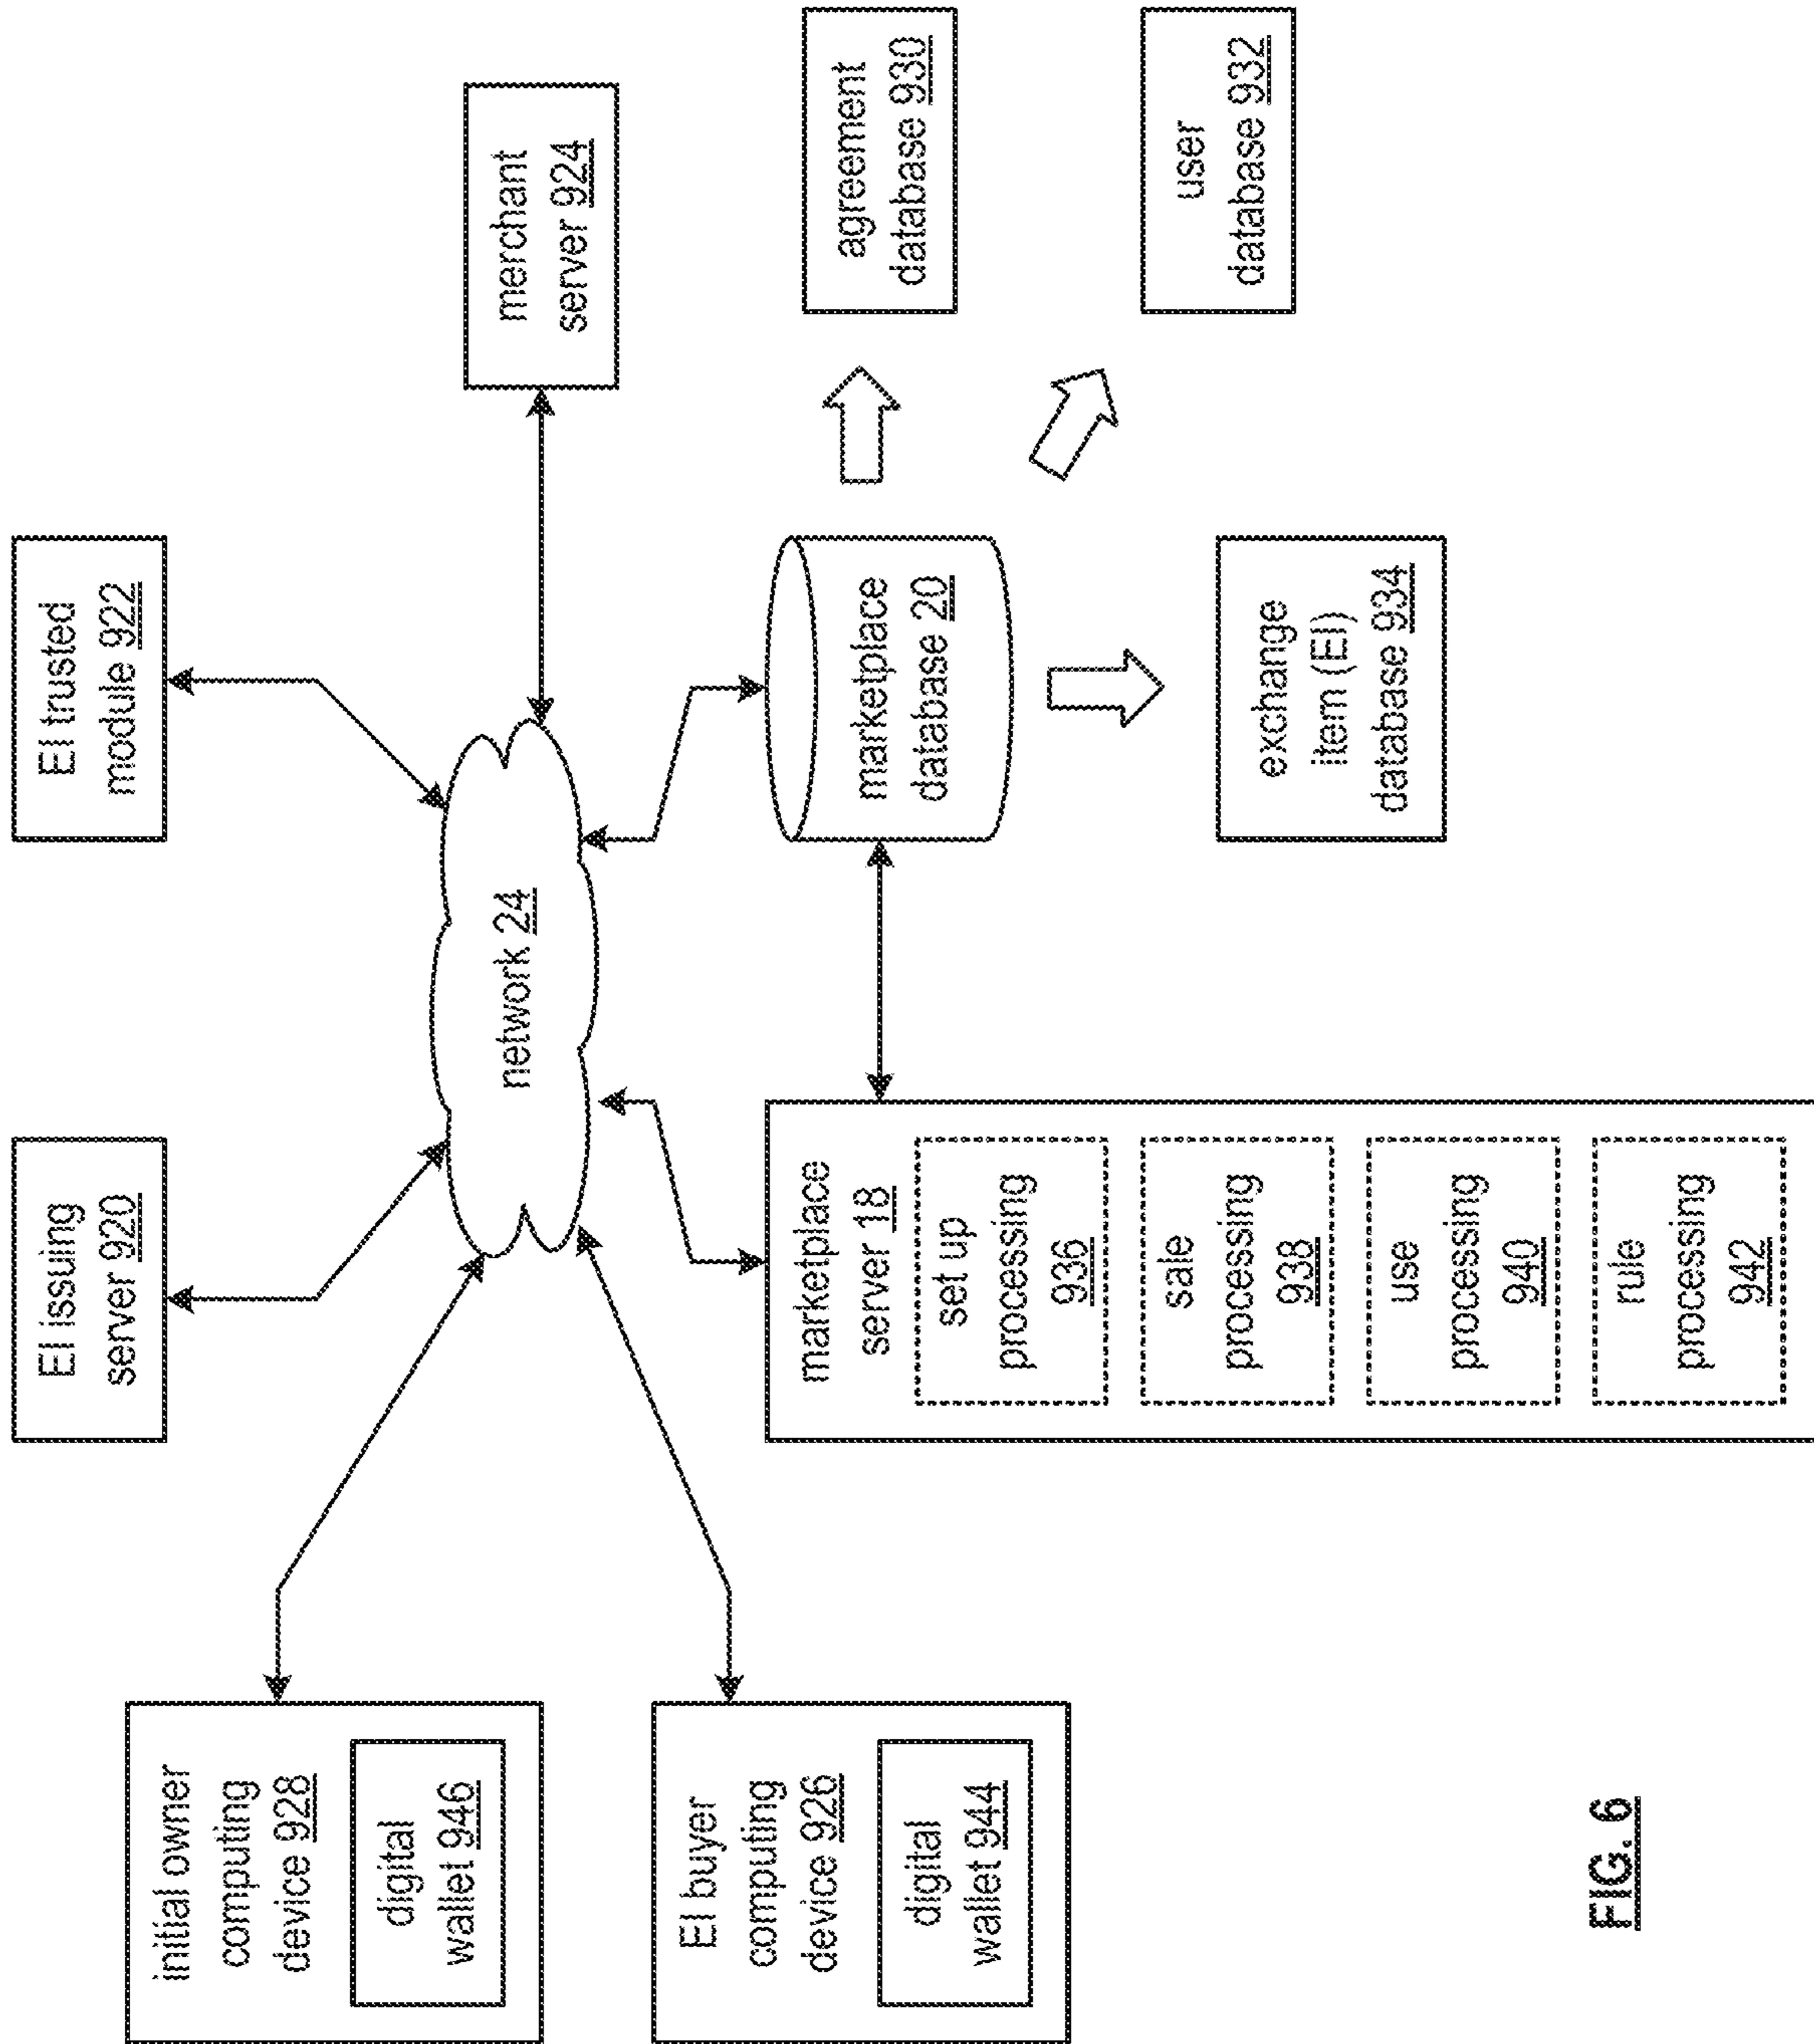 EI issuing
server 920
EI trusted
module 922
initial owner
computing
device 928
digital
wallet 946
network 24
merchant
server 924
EI buyer
computing
device 926
digital
wallet 944
marketplace
server 18
set up
processing
936
sale
processing
938
use
processing
940
rule
processing
942
marketplace
database 20
agreement
database 930
user
database 932
exchange
item (EI)
database 934
FIG. 6